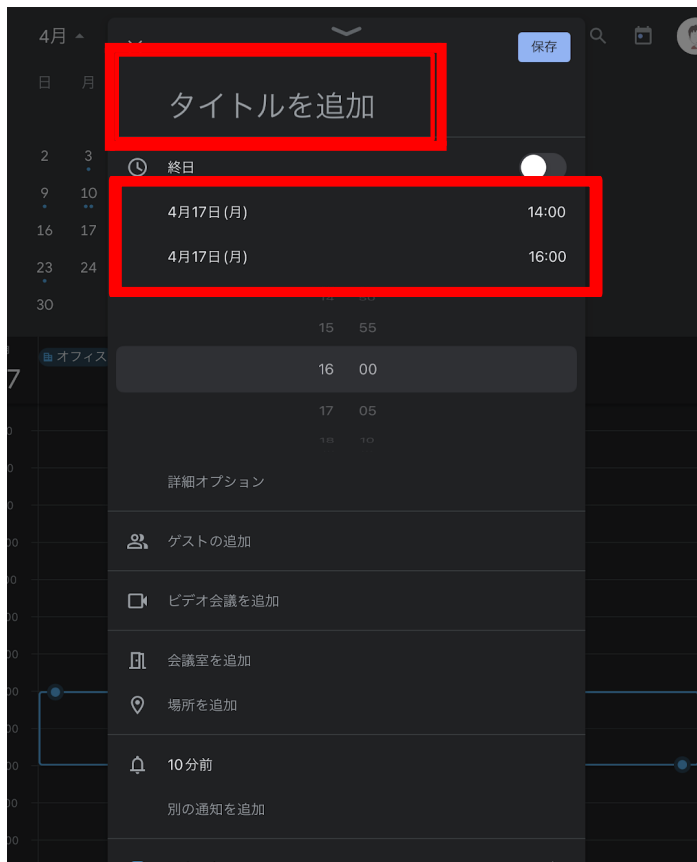 4月
保存
日 月
タイトルを追加
2 3
終日
9 10
4月17日(月) 14:00
16 17
4月17日(月) 16:00
23 24
30
15 55
オフィス
7
16 00
17 05
18 10
詳細オプション
ゲストの追加
ビデオ会議を追加
会議室を追加
場所を追加
10分前
別の通知を追加